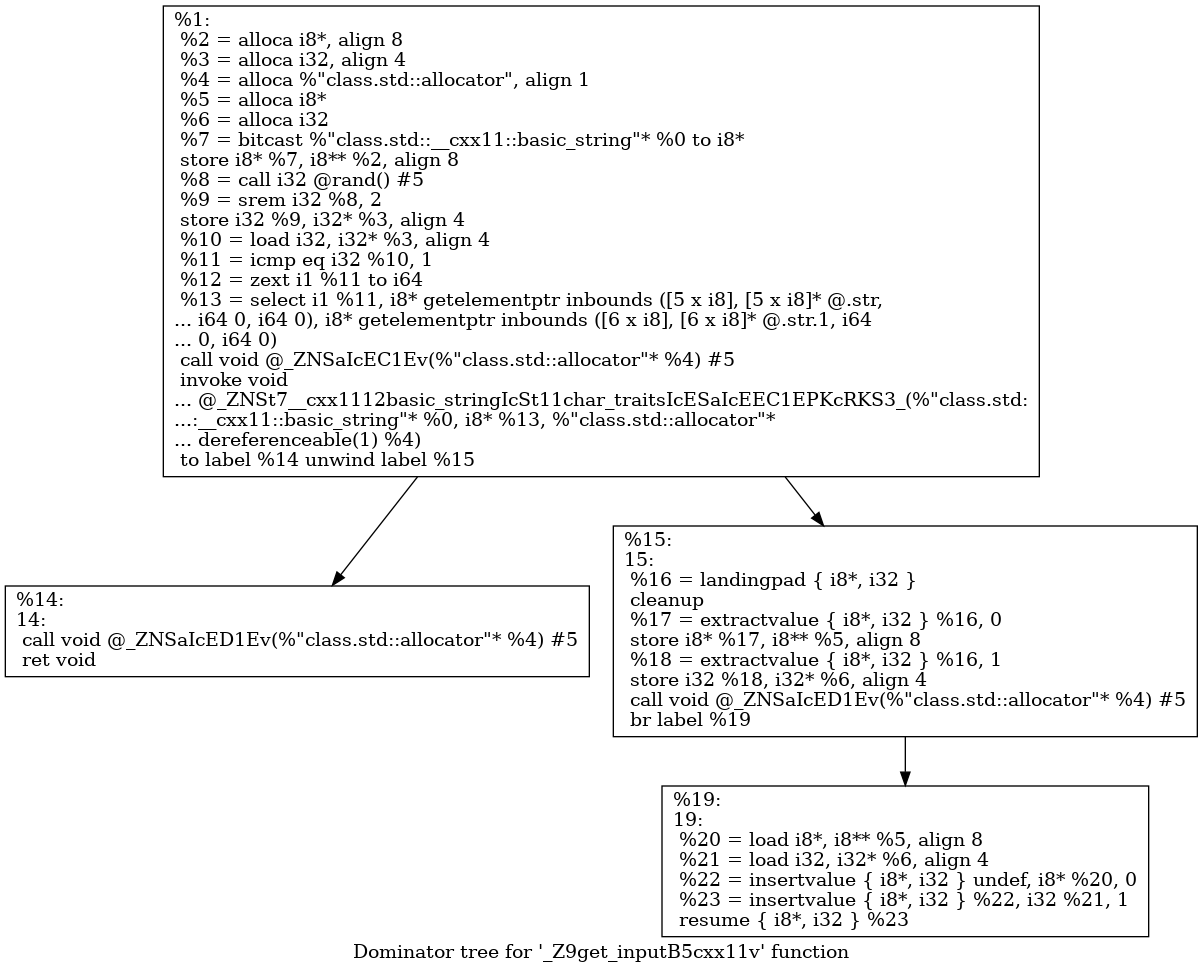 %1:
%2 = alloca i8*, align 8
%3 = alloca i32, align 4
%4 = alloca %"class.std::allocator", align 1
%5 = alloca i8*
%6 = alloca i32
%7 = bitcast %"class.std::__cxx11::basic_string"* %0 to i8*
store i8* %7, i8** %2, align 8
%8 = call i32 @rand() #5
%9 = srem i32 %8, 2
store i32 %9, i32* %3, align 4
%10 = load i32, i32* %3, align 4
%11 = icmp eq i32 %10, 1
%12 = zext i1 %11 to i64
%13 = select i1 %11, i8* getelementptr inbounds ([5 x i8], [5 x i8]* @.str,
... i64 0, i64 0), i8* getelementptr inbounds ([6 x i8], [6 x i8]* @.str.1, i64
... 0, i64 0)
call void @_ZNSaIcEC1Ev(%"class.std::allocator"* %4) #5
invoke void
... @_ZNSt7__cxx1112basic_stringIcSt11char_traitsIcESaIcEEC1EPKcRKS3_(%"class.std:
...:__cxx11::basic_string"* %0, i8* %13, %"class.std::allocator"*
... dereferenceable(1) %4)
to label %14 unwind label %15
%14:
14:
call void @_ZNSaIcED1Ev(%"class.std::allocator"* %4) #5
ret void
%15:
15:
%16 = landingpad { i8*, i32 }
cleanup
%17 = extractvalue { i8*, i32 } %16, 0
store i8* %17, i8** %5, align 8
%18 = extractvalue { i8*, i32 } %16, 1
store i32 %18, i32* %6, align 4
call void @_ZNSaIcED1Ev(%"class.std::allocator"* %4) #5
br label %19
%19:
19:
%20 = load i8*, i8** %5, align 8
%21 = load i32, i32* %6, align 4
%22 = insertvalue { i8*, i32 } undef, i8* %20, 0
%23 = insertvalue { i8*, i32 } %22, i32 %21, 1
resume { i8*, i32 } %23
Dominator tree for '_Z9get_inputB5cxx11v' function